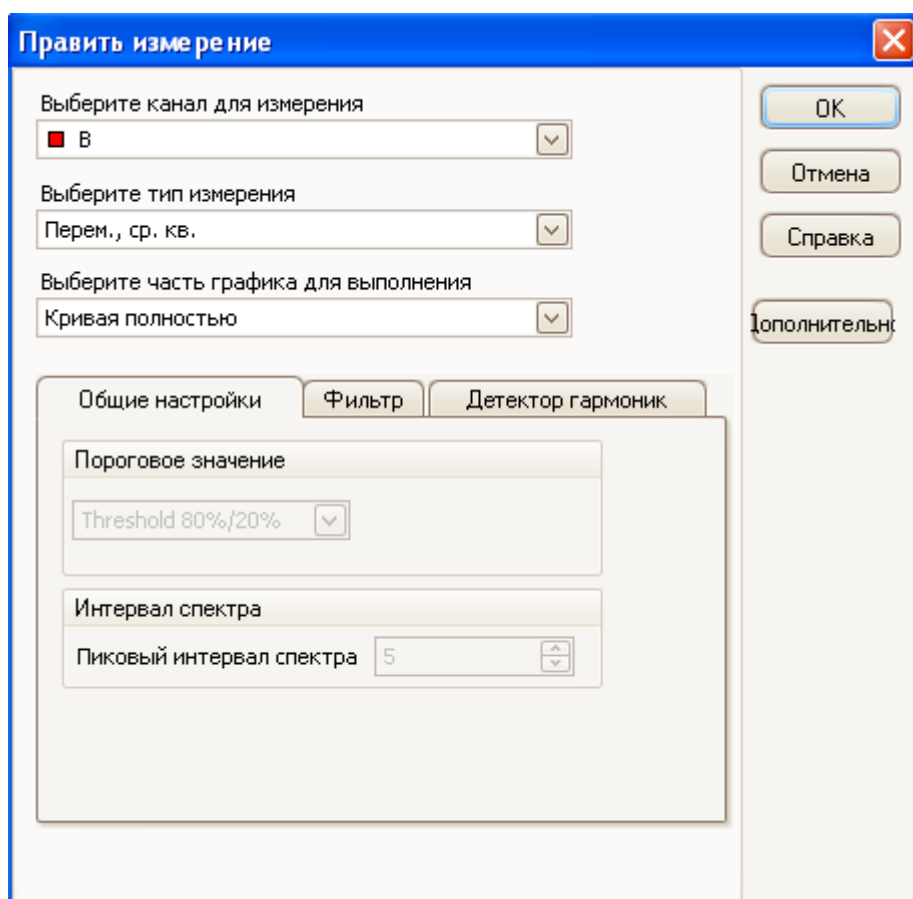 Править измерение
Выберите канал для измерения
B
Выберите тип измерения
Перем., ср. кв.
Выберите часть графика для выполнения
Кривая полностью
OK
Отмена
Справка
Дополнительно
Общие настройки
Фильтр
Детектор гармоник
Пороговое значение
Threshold 80%/20%
Интервал спектра
Пиковый интервал спектра 5